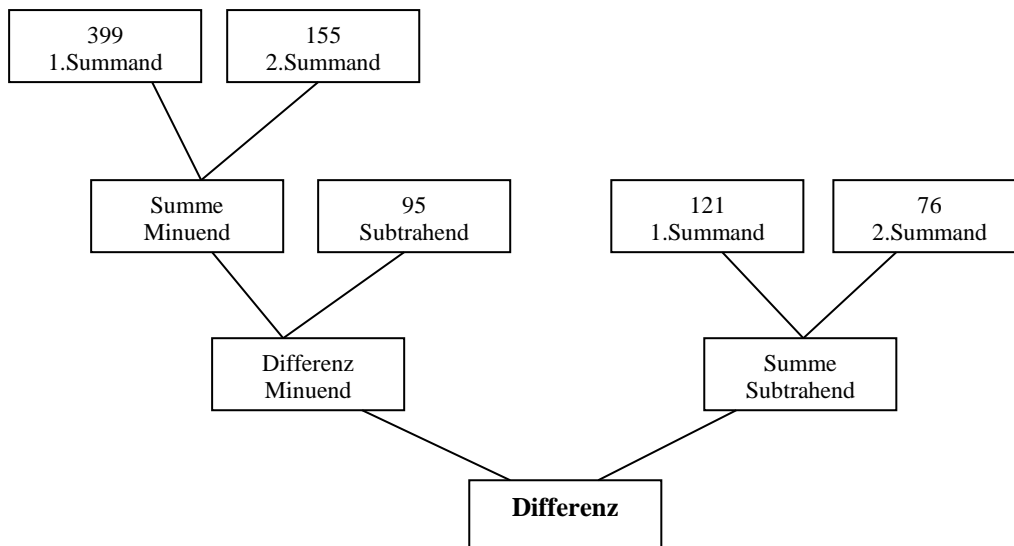 399
1.Summand
155
2.Summand
Summe
Minuend
95
Subtrahend
121
1.Summand
76
2.Summand
Differenz
Minuend
Summe
Subtrahend
Differenz